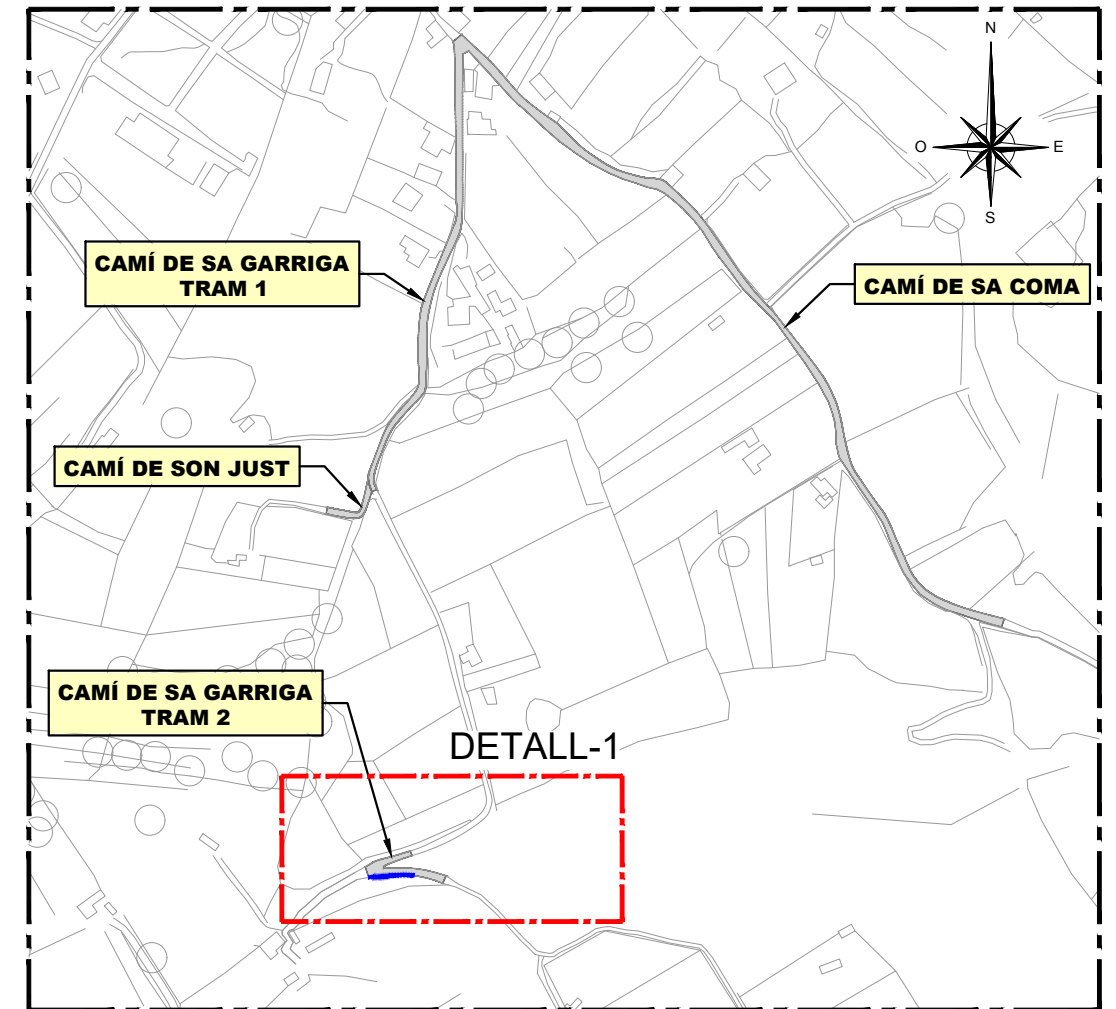 N
O
E
S
CAMÍ DE SA GARRIGA
TRAM 1
CAMÍ DE SA COMA
CAMÍ DE SON JUST
CAMÍ DE SA GARRIGA
TRAM 2
DETALL-1